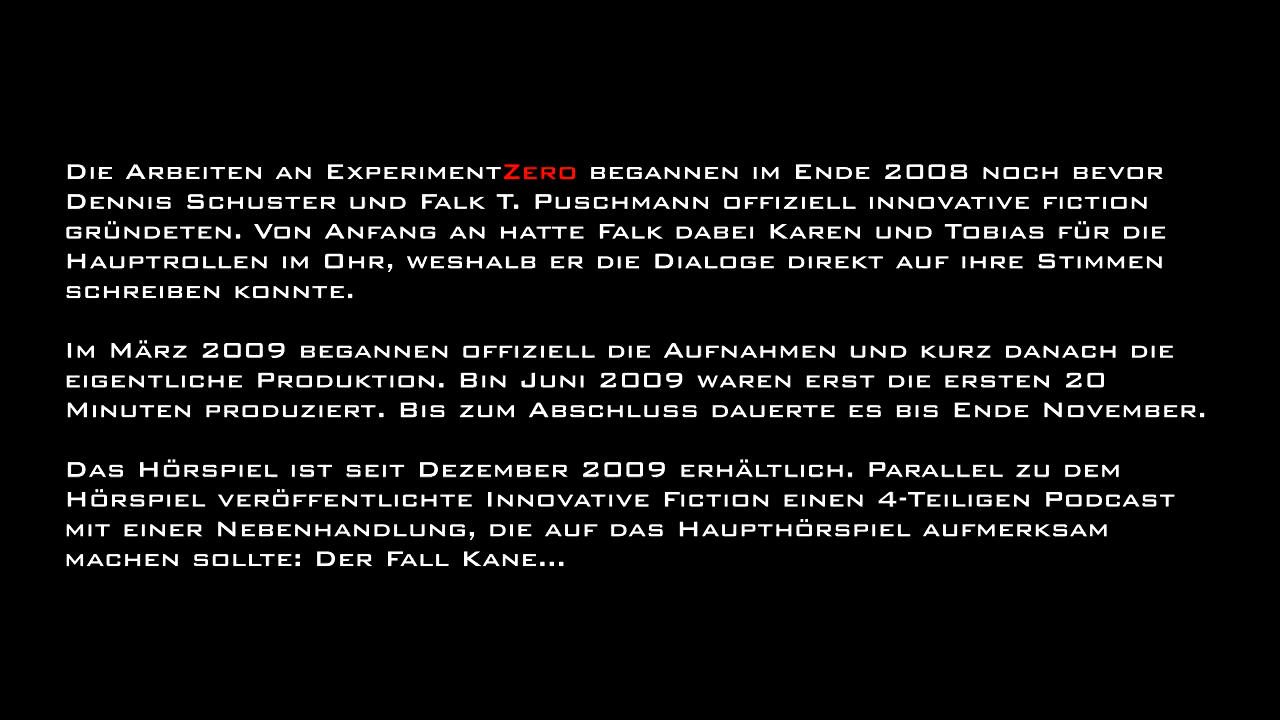 Die Arbeiten an ExperimentZero begannen im Ende 2008 noch bevor
Dennis Schuster und Falk T. Puschmann offiziell innovative fiction
gründeten. Von Anfang an hatte Falk dabei Karen und Tobias für die
Hauptrollen im Ohr, weshalb er die Dialoge direkt auf ihre Stimmen
schreiben konnte.
Im März 2009 begannen offiziell die Aufnahmen und kurz danach die
eigentliche Produktion. Bin Juni 2009 waren erst die ersten 20
Minuten produziert. Bis zum Abschluss dauerte es bis Ende November.
Das Hörspiel ist seit Dezember 2009 erhältlich. Parallel zu dem
Hörspiel veröffentlichte Innovative Fiction einen 4-Teiligen Podcast
mit einer Nebenhandlung, die auf das Haupthörspiel aufmerksam
machen sollte: Der Fall Kane...